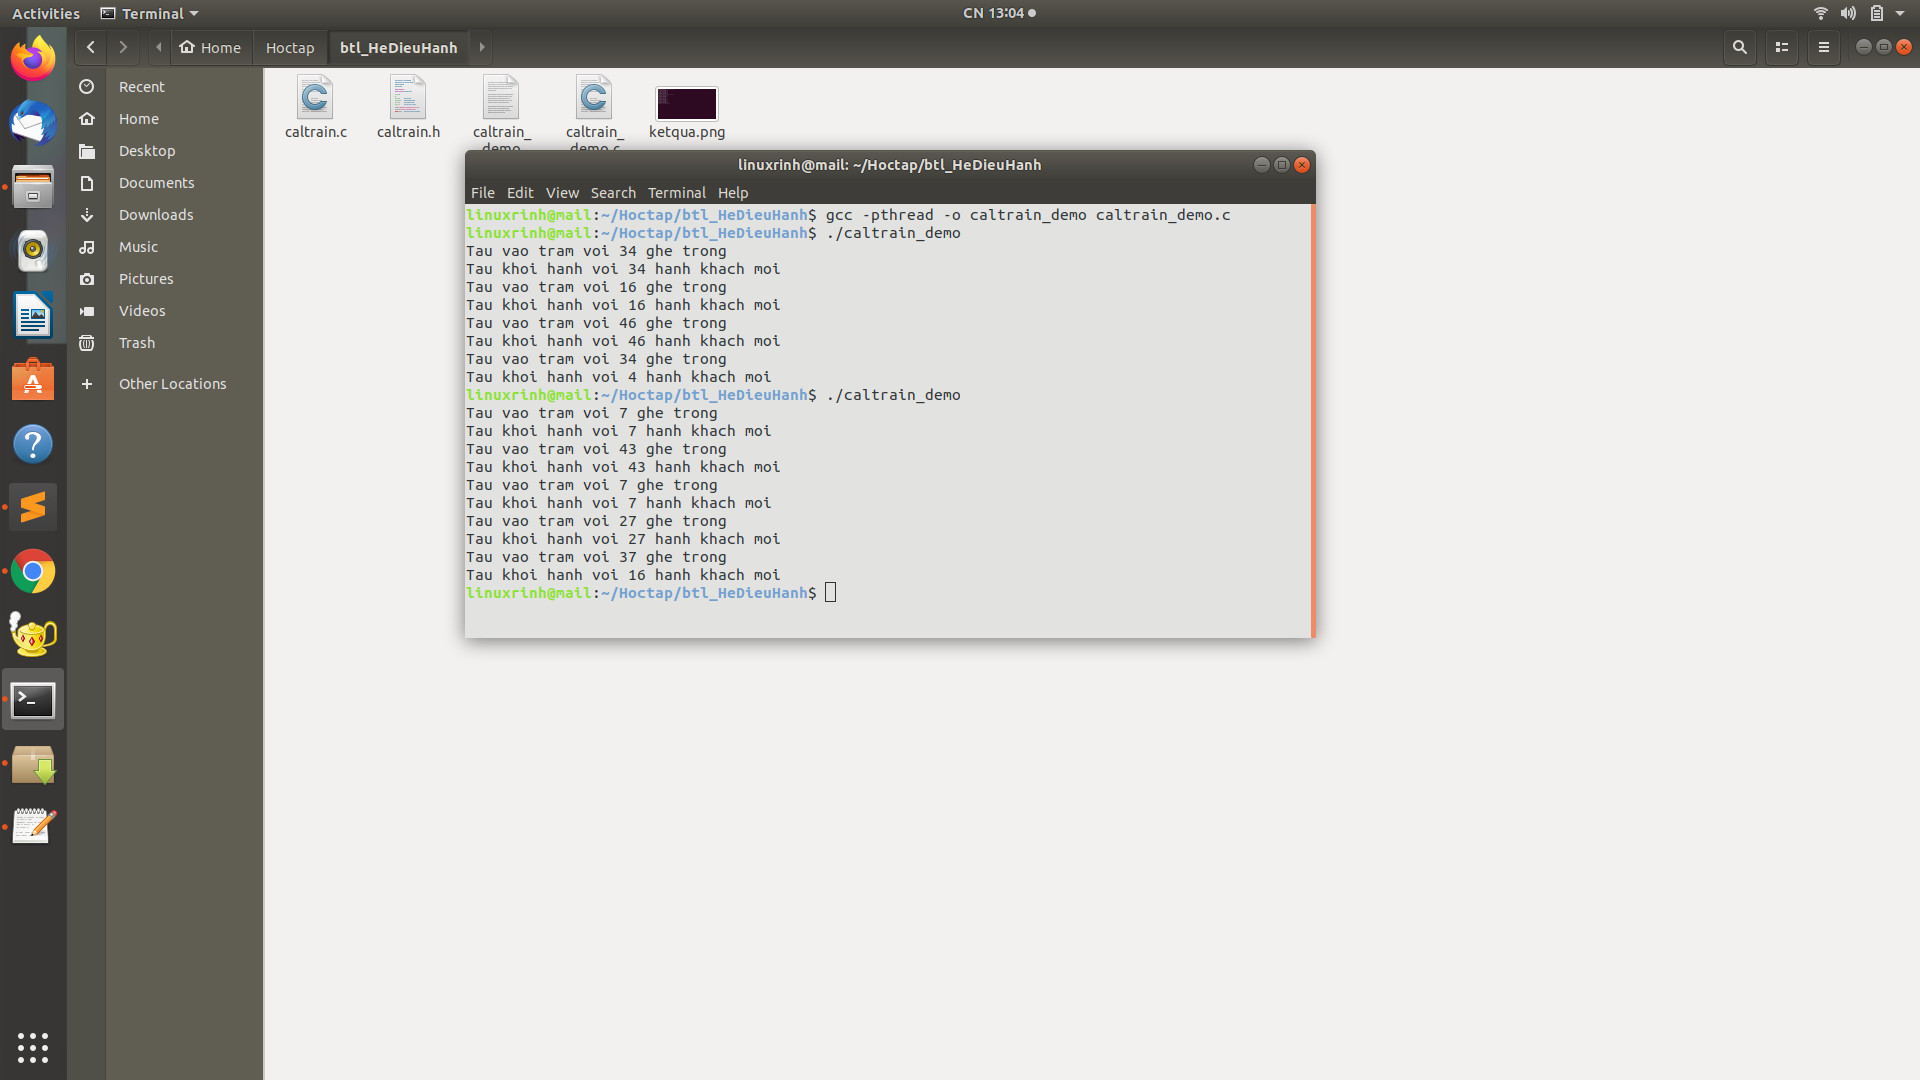 Activities Terminal CN 13:04
Home Hoctap btl_HeDieuHanh
Recent
Home
Desktop
Documents
Downloads
Music
Pictures
Videos
Trash
Other Locations
caltrain.c
caltrain.h
caltrain_
demo
caltrain_
demo.c
ketqua.png
linuxrinh@mail: ~/Hoctap/btl_HeDieuHanh
File Edit View Search Terminal Help
linuxrinh@mail:~/Hoctap/btl_HeDieuHanh$ gcc -pthread -o caltrain_demo caltrain_demo.c
linuxrinh@mail:~/Hoctap/btl_HeDieuHanh$ ./caltrain_demo
Tau vao tram voi 34 ghe trong
Tau khoi hanh voi 34 hanh khach moi
Tau vao tram voi 16 ghe trong
Tau khoi hanh voi 16 hanh khach moi
Tau vao tram voi 46 ghe trong
Tau khoi hanh voi 46 hanh khach moi
Tau vao tram voi 34 ghe trong
Tau khoi hanh voi 4 hanh khach moi
linuxrinh@mail:~/Hoctap/btl_HeDieuHanh$ ./caltrain_demo
Tau vao tram voi 7 ghe trong
Tau khoi hanh voi 7 hanh khach moi
Tau vao tram voi 43 ghe trong
Tau khoi hanh voi 43 hanh khach moi
Tau vao tram voi 7 ghe trong
Tau khoi hanh voi 7 hanh khach moi
Tau vao tram voi 27 ghe trong
Tau khoi hanh voi 27 hanh khach moi
Tau vao tram voi 37 ghe trong
Tau khoi hanh voi 16 hanh khach moi
linuxrinh@mail:~/Hoctap/btl_HeDieuHanh$